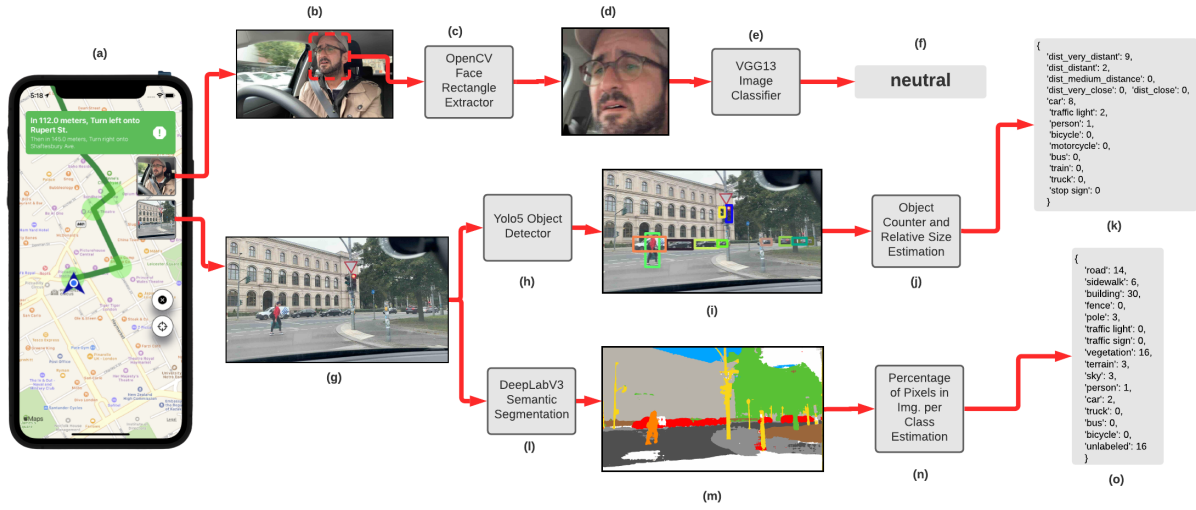 (a)
5:18
In 112.0 meters, Turn left onto
Rupert St.
Then in 145.0 meters, Turn right onto
Shaftesbury Ave
Maps
(b)
(c)
OpenCV
Face
Rectangle
Extractor
(d)
(e)
VGG13
Image
Classifier
(f)
neutral
(g)
Yolo5 Object
Detector
(h)
(i)
Object
Counter and
Relative Size
Estimation
(j)
{
'dist_very_distant': 9,
'dist_distant': 2,
'dist_medium_distance': 0,
'dist_very_close': 0, 'dist_close': 0,
'car': 8,
'traffic light': 2,
'person': 1,
'bicycle': 0,
'motorcycle': 0,
'bus': 0,
'train': 0,
'truck': 0,
'stop sign': 0
}
(k)
DeepLabV3
Semantic
Segmentation
(l)
(m)
Percentage
of Pixels in
Img. per
Class
Estimation
(n)
{
'road': 14,
'sidewalk': 6,
'building': 30,
'fence': 0,
'pole': 3,
'traffic light': 0,
'traffic sign': 0,
'vegetation': 16,
'terrain': 3,
'sky': 3,
'person': 1,
'car': 2,
'truck': 0,
'bus': 0,
'bicycle': 0,
'unlabeled': 16
}
(o)